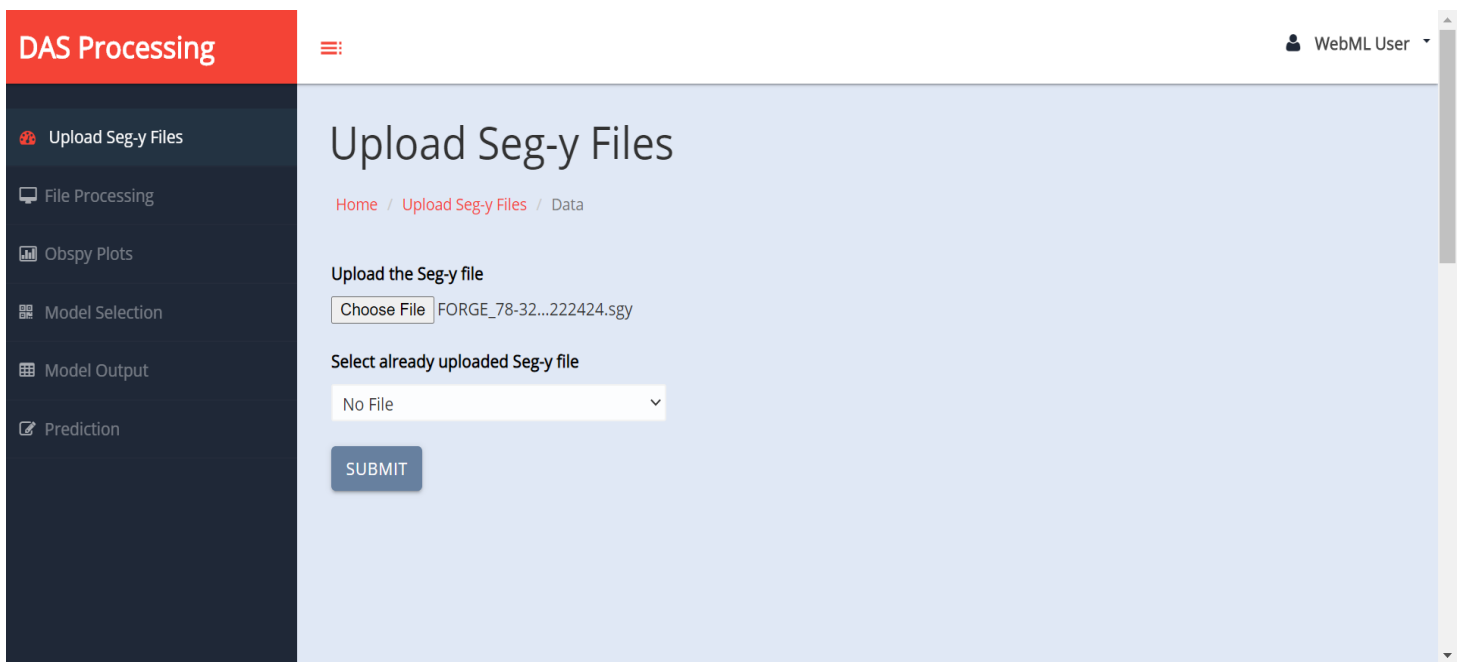 DAS Processing
WebML User
Upload Seg-y Files
File Processing
Obspy Plots
Model Selection
Model Output
Prediction
Upload Seg-y Files
Home / Upload Seg-y Files / Data
Upload the Seg-y file
Choose File FORGE_78-32...222424.sgy
Select already uploaded Seg-y file
No File
SUBMIT